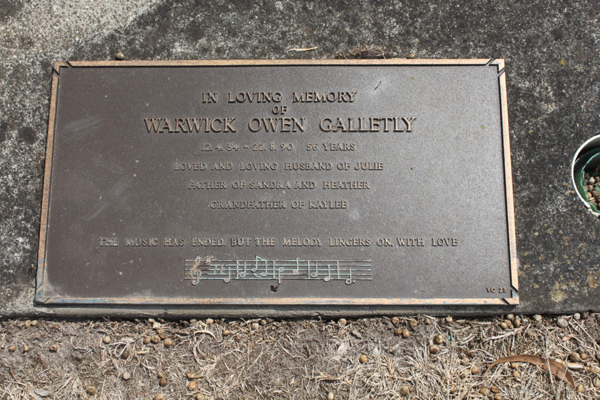 IN LOVING MEMORY
OF
WARWICK OWEN GALLETLY
12.4.34 - 22.8.90 56 YEARS
LOVED AND LOVING HUSBAND OF JULIE
FATHER OF SANDRA AND HEATHER
GRANDFATHER OF KAYLEE
THE MUSIC HAS ENDED, BUT THE MELODY LINGERS ON, WITH LOVE